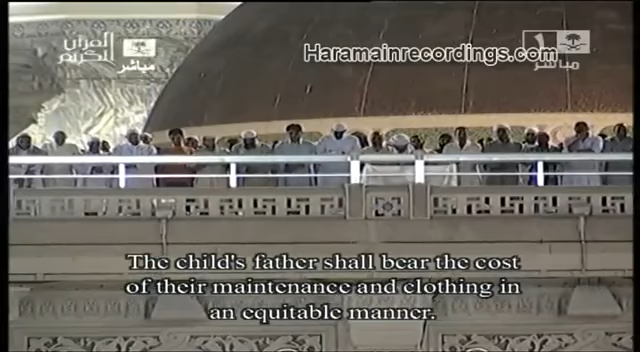 القرآن
الكريم
مباشر
Haramainrecordings.com
مباشر
The child's father shall bear the cost
of their maintenance and clothing in
an equitable manner.